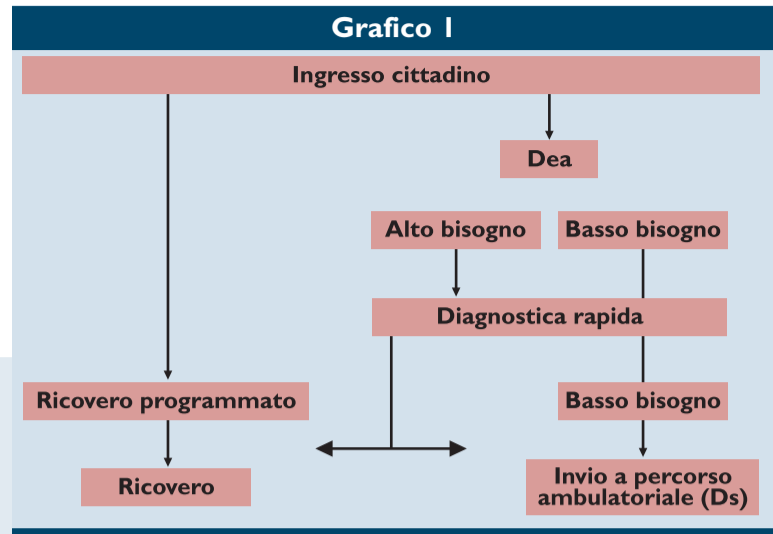 Grafico 1
Ingresso cittadino
Dea
Alto bisogno
Basso bisogno
Diagnostica rapida
Ricovero programmato
Basso bisogno
Ricovero
Invio a percorso
ambulatoriale (Ds)